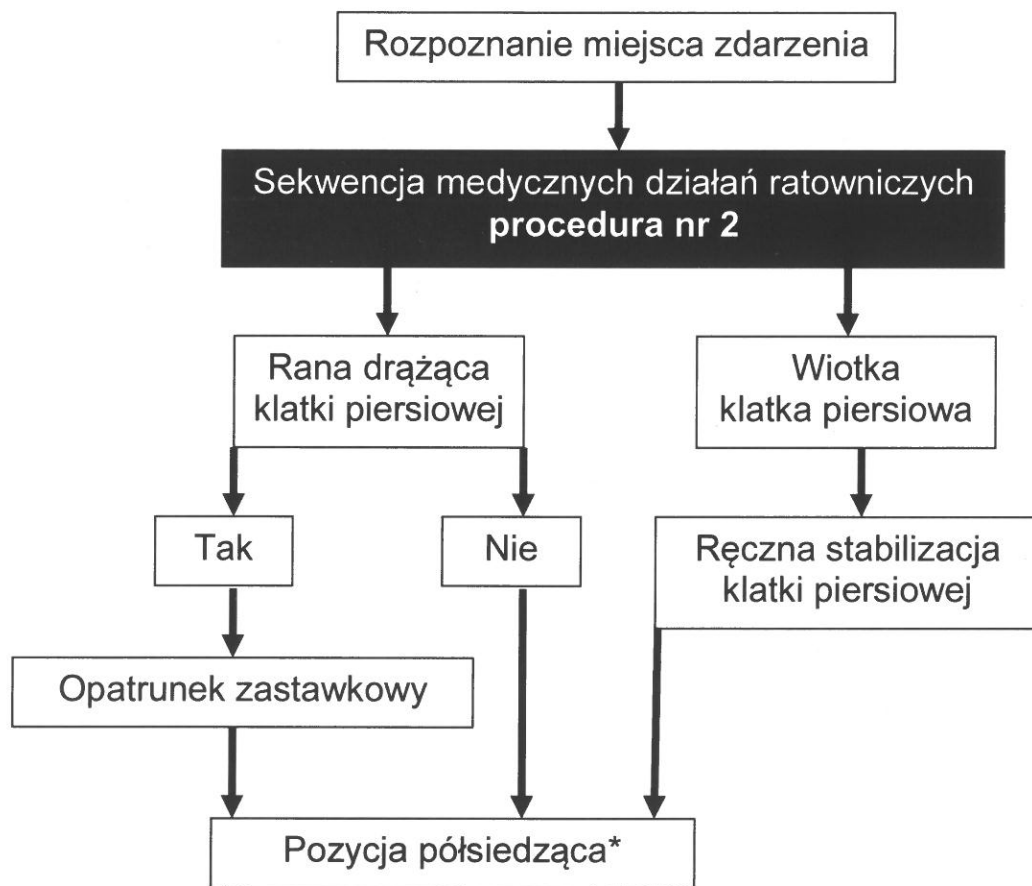 Rozpoznanie miejsca zdarzenia
Sekwencja medycznych działań ratowniczych
procedura nr 2
Rana drążąca
klatki piersiowej
Wiotka
klatka piersiowa
Tak
Nie
Ręczna stabilizacja
klatki piersiowej
Opatrunek zastawkowy
Pozycja półsiedząca*